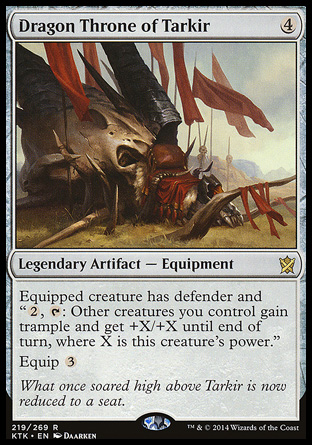 Dragon Throne of Tarkir 4
Legendary Artifact — Equipment
Equipped creature has defender and
“2, T: Other creatures you control gain
trample and get +X/+X until end of
turn, where X is this creature's power.”
Equip 3
What once soared high above Tarkir is now
reduced to a seat.
219/269 R
KTK • EN DAARKEN ™ & © 2014 Wizards of the Coast